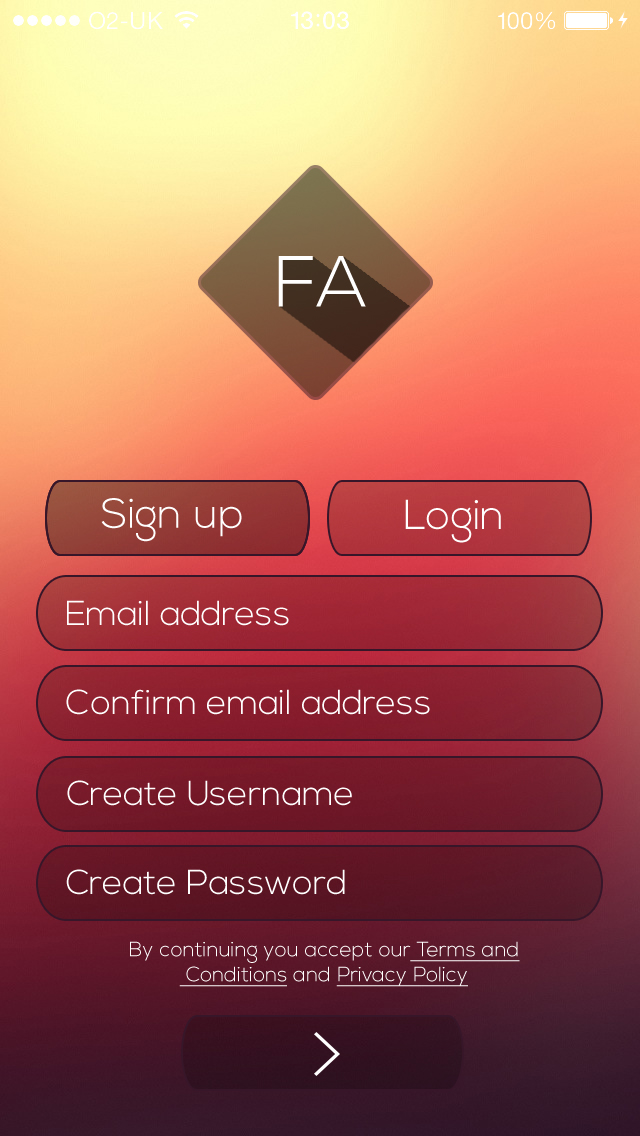 O2-UK 13:03 100%
FA
Sign up Login
Email address
Confirm email address
Create Username
Create Password
By continuing you accept our Terms and
Conditions and Privacy Policy